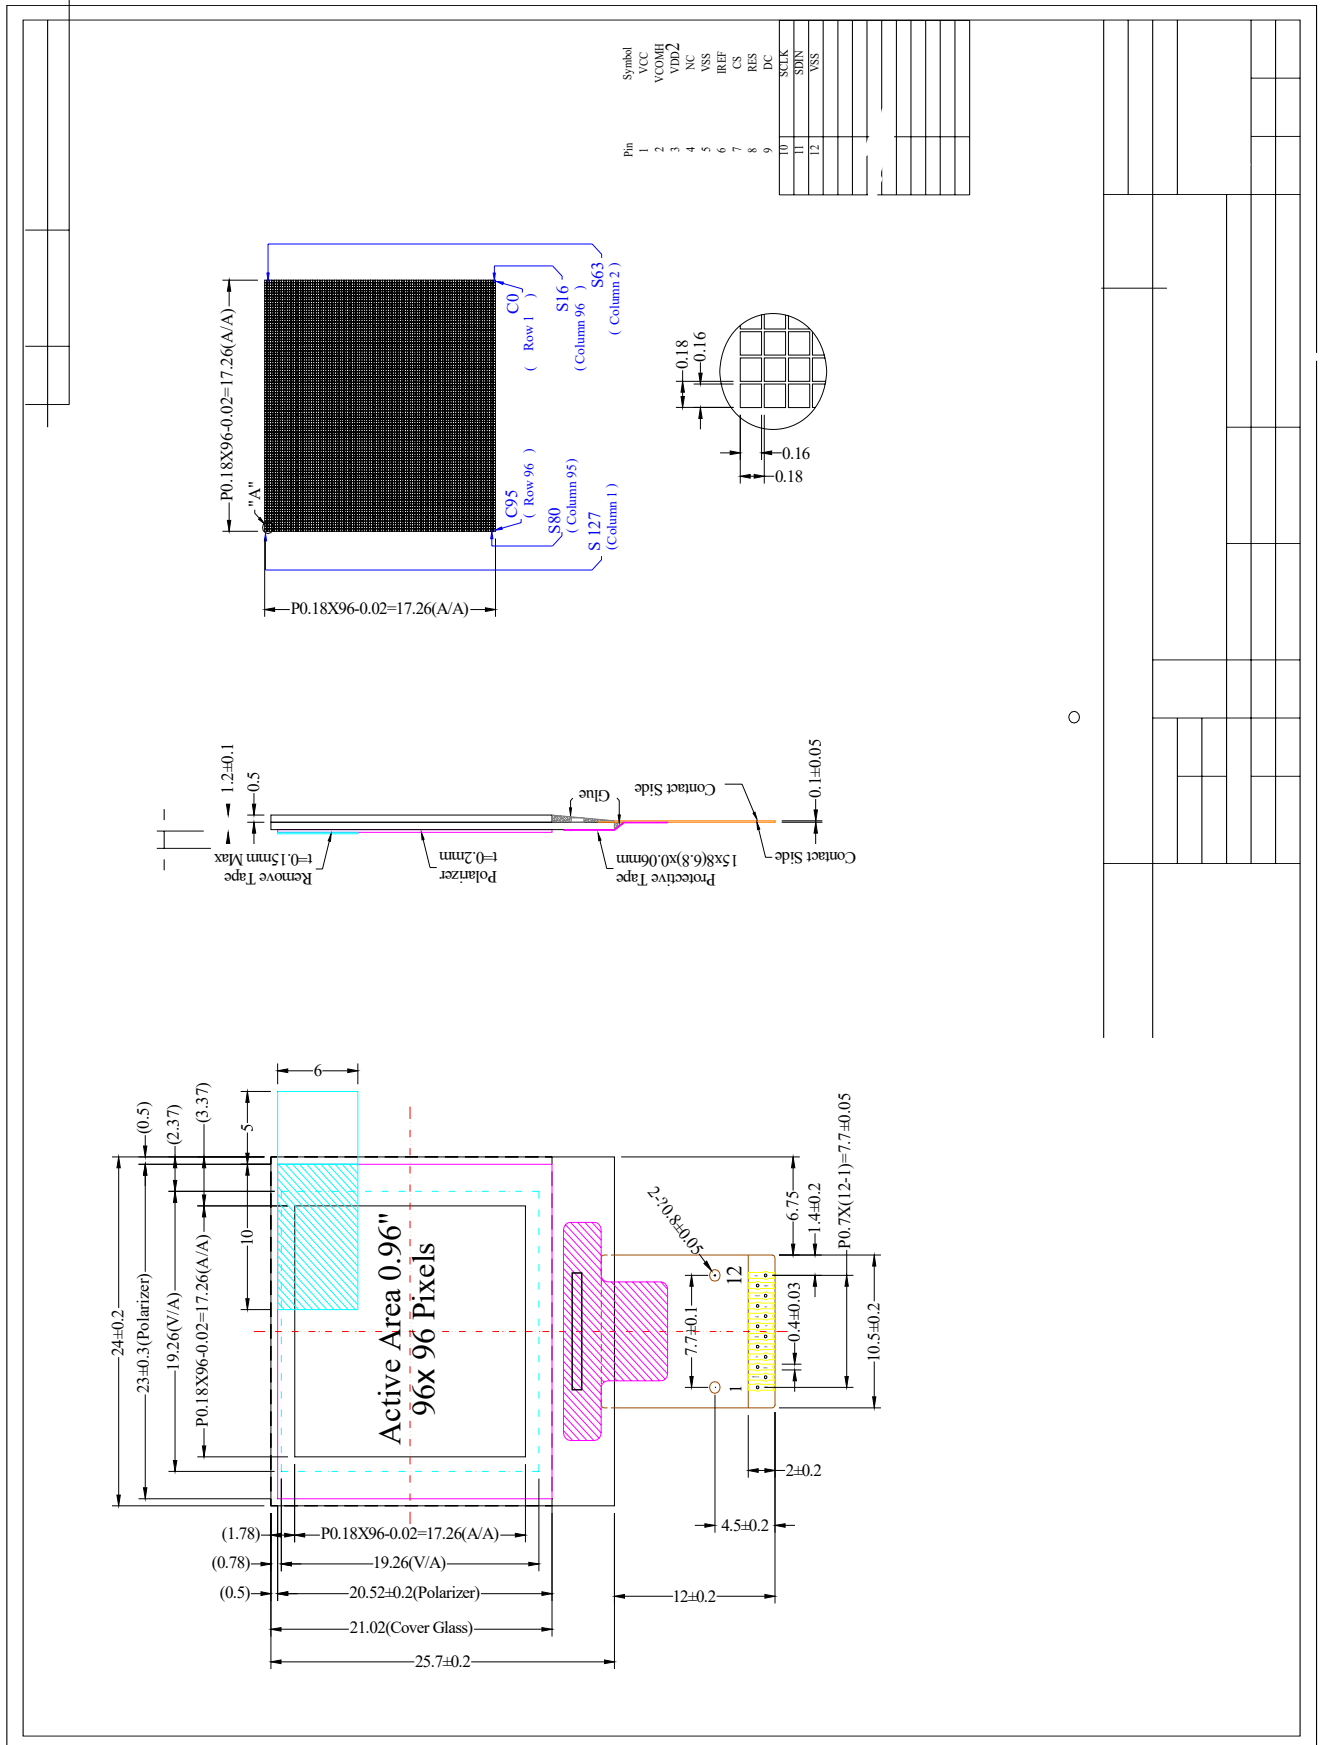 Pin Symbol
1 VCC
2 VCOMH
3 VDD2
4 NC
5 VSS
6 IREF
7 CS
8 RES
9 DC
10 SCLK
11 SDIN
12 VSS
P0.18X96-0.02=17.26(A/A)
"A"
P0.18X96-0.02=17.26(A/A)
C0
( Row 1 )
S16
(Column 96 )
S63
( Column 2 )
C95
( Row 96 )
S80
( Column 95)
S 127
(Column 1 )
0.18
0.16
0.16
0.18
1.2±0.1
0.5
Remove Tape
t=0.15mm Max
Polarizer
t=0.2mm
Protective Tape
15x8(6.8)x0.06mm
Glue
Contact Side
Contact Side
0.1±0.05
6
5
10
(0.5)
(2.37)
(3.37)
24±0.2
23±0.3(Polarizer)
19.26(V/A)
P0.18X96-0.02=17.26(A/A)
Active Area 0.96"
96x 96 Pixels
2-?0.8±0.05
7.7±0.1
1
12
6.75
1.4±0.2
P0.7X(12-1)=7.7±0.05
0.4±0.03
10.5±0.2
2±0.2
4.5±0.2
12±0.2
(1.78)
P0.18X96-0.02=17.26(A/A)
(0.78)
19.26(V/A)
(0.5)
20.52±0.2(Polarizer)
21.02(Cover Glass)
25.7±0.2